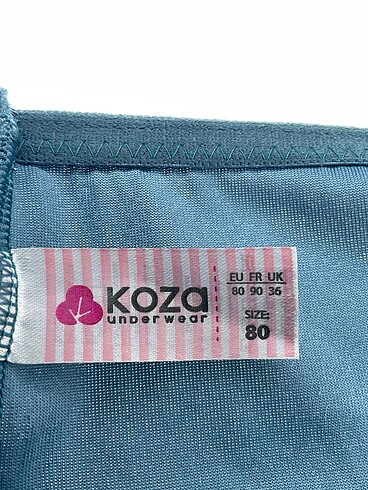 KOZA
underwear
EU FR UK
80 90 36
SIZE:
80